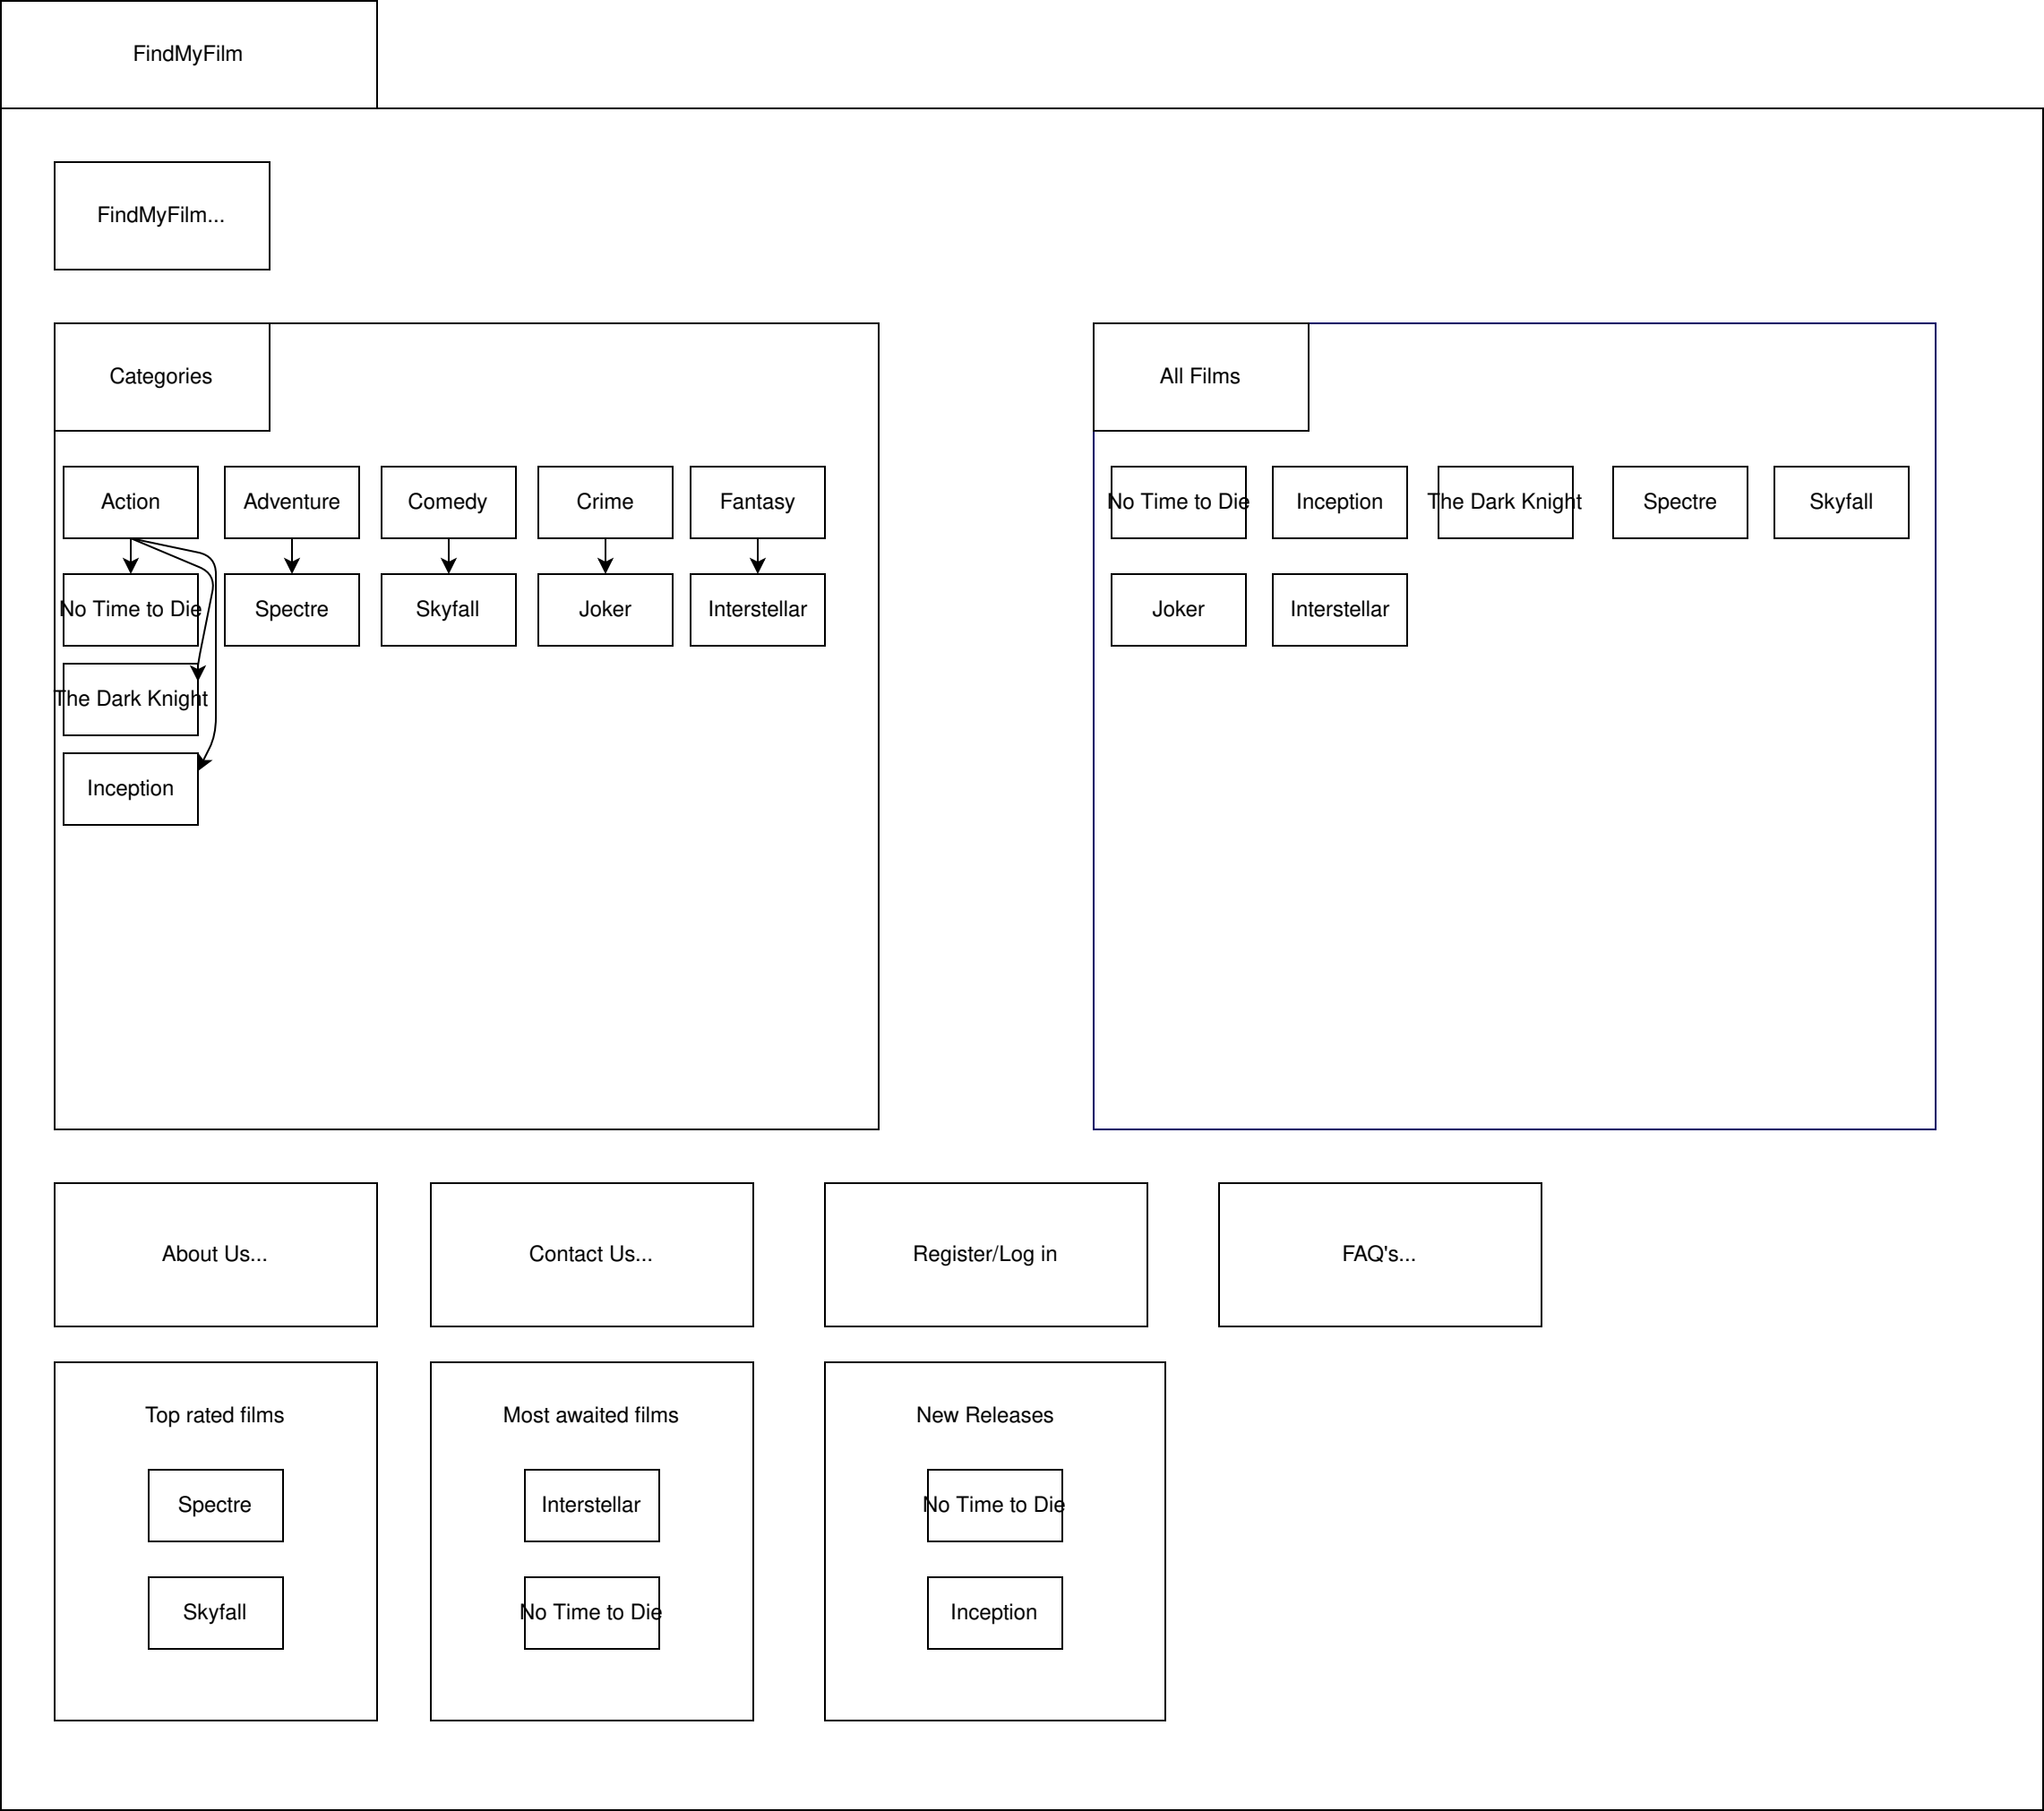 FindMyFilm
FindMyFilm...
Categories
Action
Adventure
Comedy
Crime
Fantasy
No Time to Die
Spectre
Skyfall
Joker
Interstellar
The Dark Knight
Inception
All Films
No Time to Die
Inception
The Dark Knight
Spectre
Skyfall
Joker
Interstellar
About Us...
Contact Us...
Register/Log in
FAQ's...
Top rated films
Spectre
Skyfall
Most awaited films
Interstellar
No Time to Die
New Releases
No Time to Die
Inception